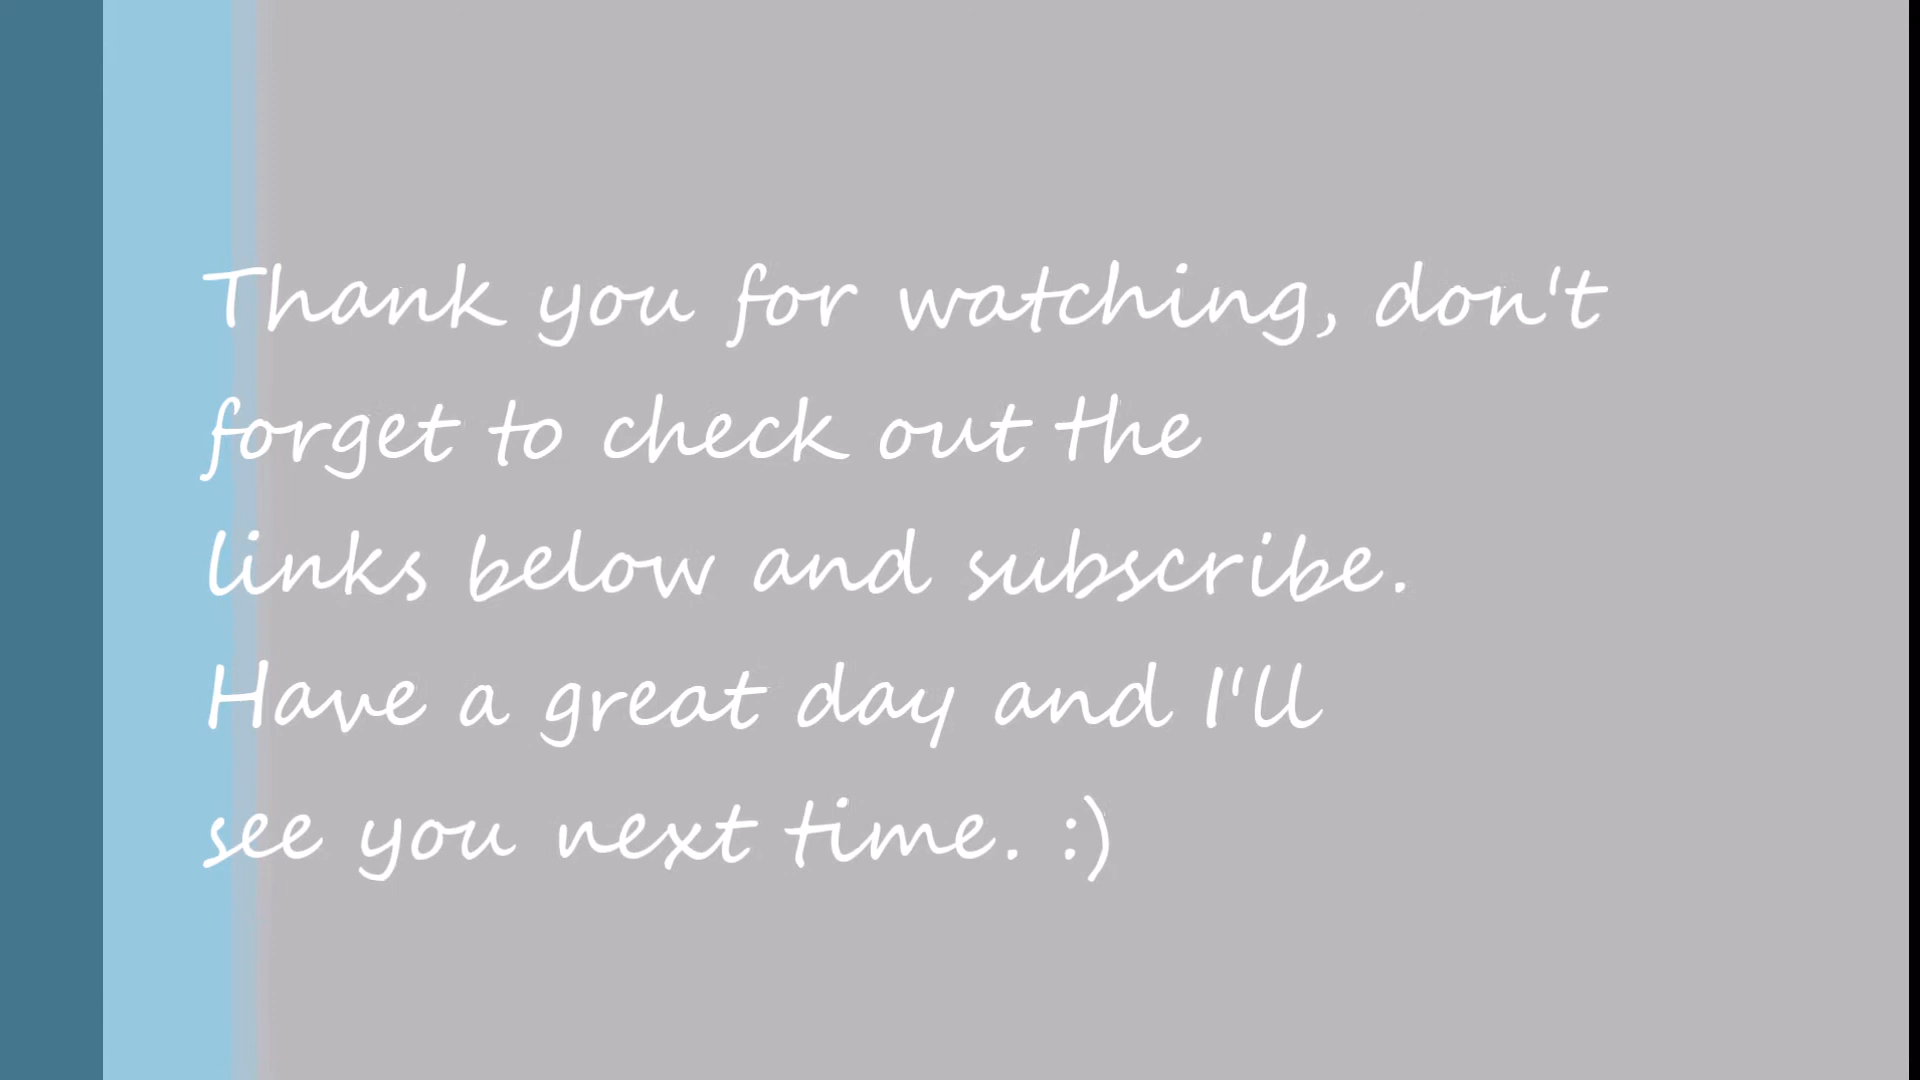 Thank you for watching, don't
forget to check out the
links below and subscribe.
Have a great day and I'll
see you next time. :)